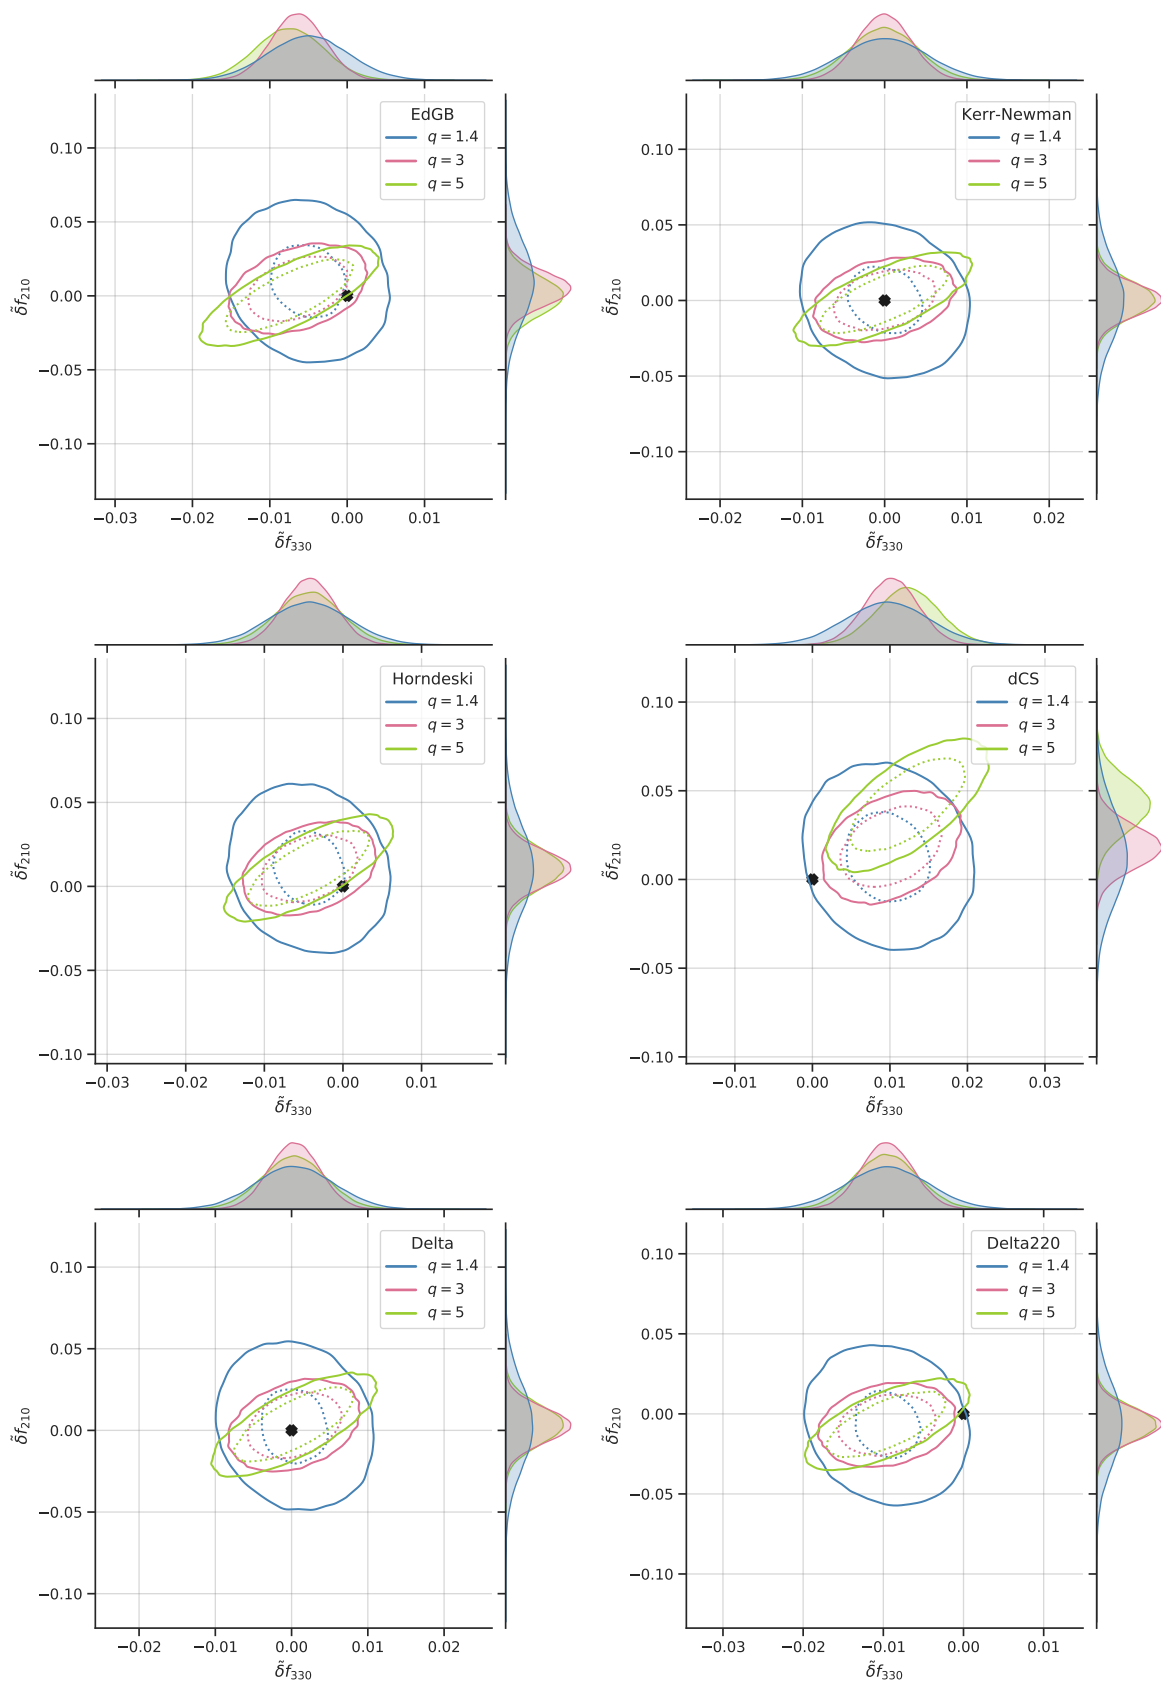 EdGB
q = 1.4
q = 3
q = 5
0.10
0.05
0.00
−0.05
−0.10
δ̃f₂₁₀
−0.03 −0.02 −0.01 0.00 0.01
δ̃f₃₃₀
Kerr-Newman
q = 1.4
q = 3
q = 5
0.10
0.05
0.00
−0.05
−0.10
δ̃f₂₁₀
−0.02 −0.01 0.00 0.01 0.02
δ̃f₃₃₀
Horndeski
q = 1.4
q = 3
q = 5
0.10
0.05
0.00
−0.05
−0.10
δ̃f₂₁₀
−0.03 −0.02 −0.01 0.00 0.01
δ̃f₃₃₀
dCS
q = 1.4
q = 3
q = 5
0.10
0.05
0.00
−0.05
−0.10
δ̃f₂₁₀
−0.01 0.00 0.01 0.02 0.03
δ̃f₃₃₀
Delta
q = 1.4
q = 3
q = 5
0.10
0.05
0.00
−0.05
−0.10
δ̃f₂₁₀
−0.02 −0.01 0.00 0.01 0.02
δ̃f₃₃₀
Delta220
q = 1.4
q = 3
q = 5
0.10
0.05
0.00
−0.05
−0.10
δ̃f₂₁₀
−0.03 −0.02 −0.01 0.00 0.01
δ̃f₃₃₀